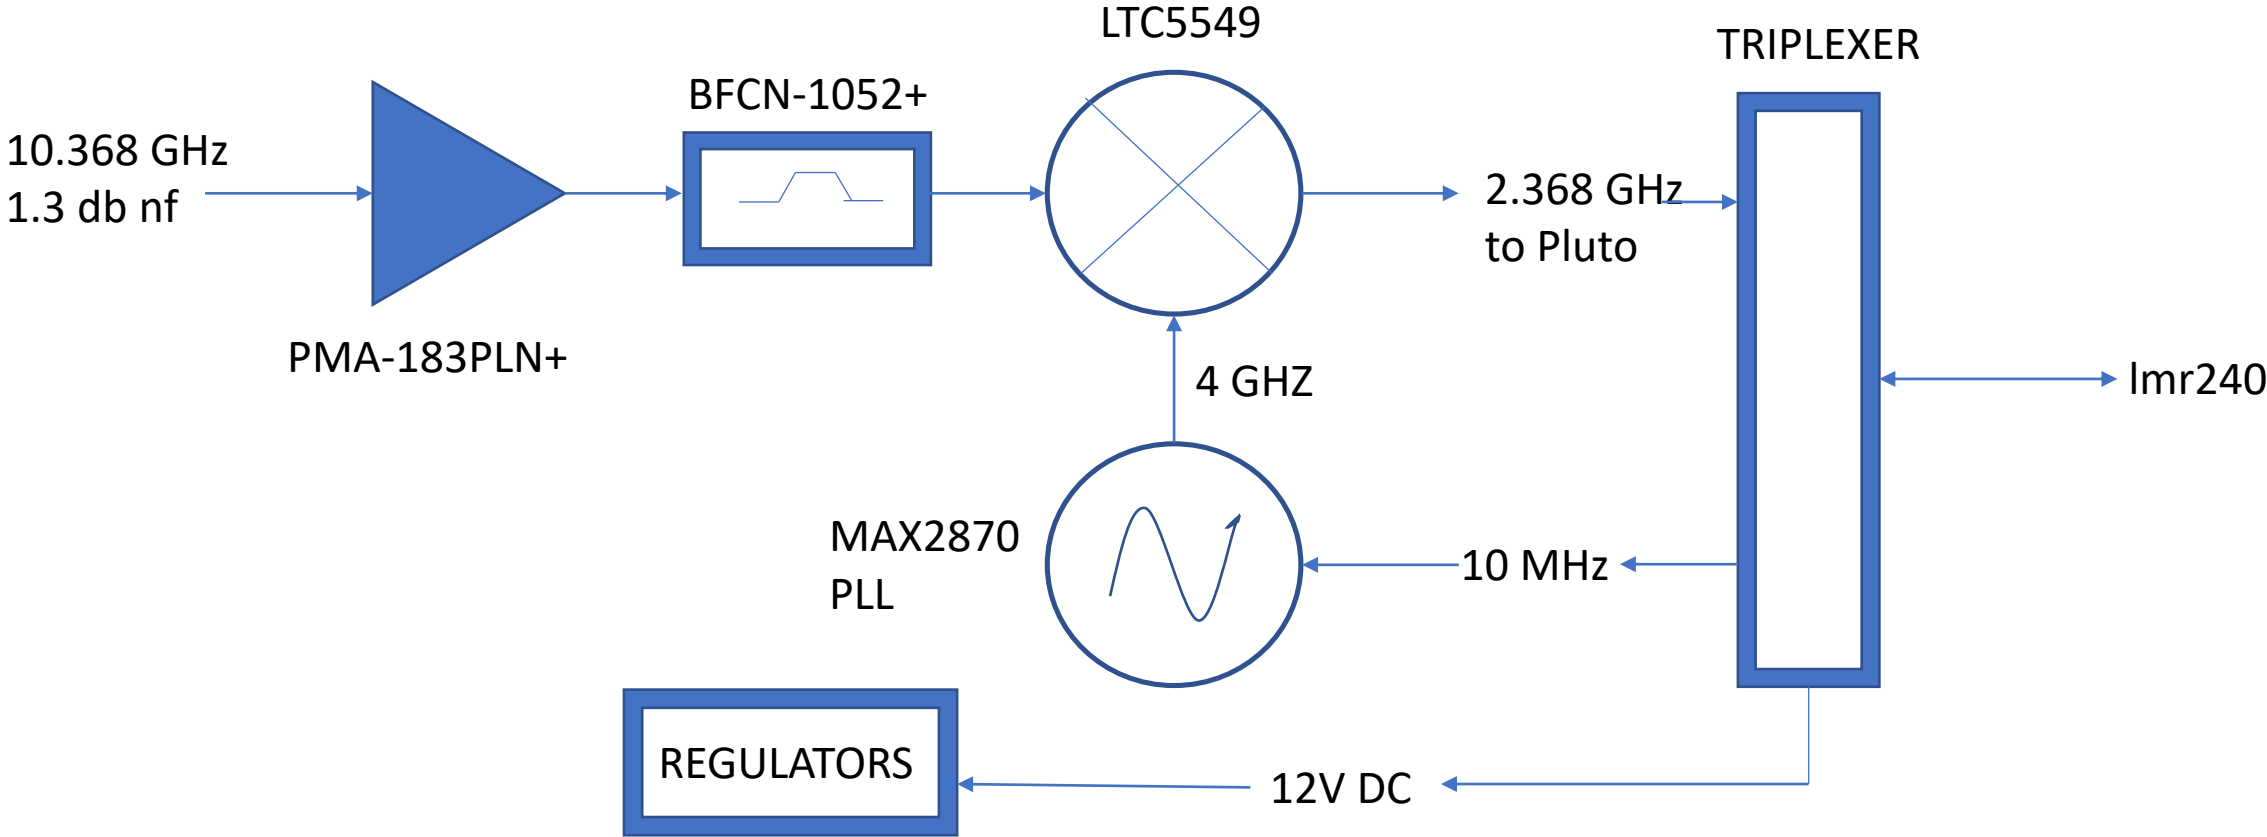 LTC5549
TRIPLEXER
BFCN-1052+
10.368 GHz
1.3 db nf
2.368 GHz
to Pluto
PMA-183PLN+
4 GHZ
lmr240
MAX2870
PLL
10 MHz
REGULATORS
12V DC